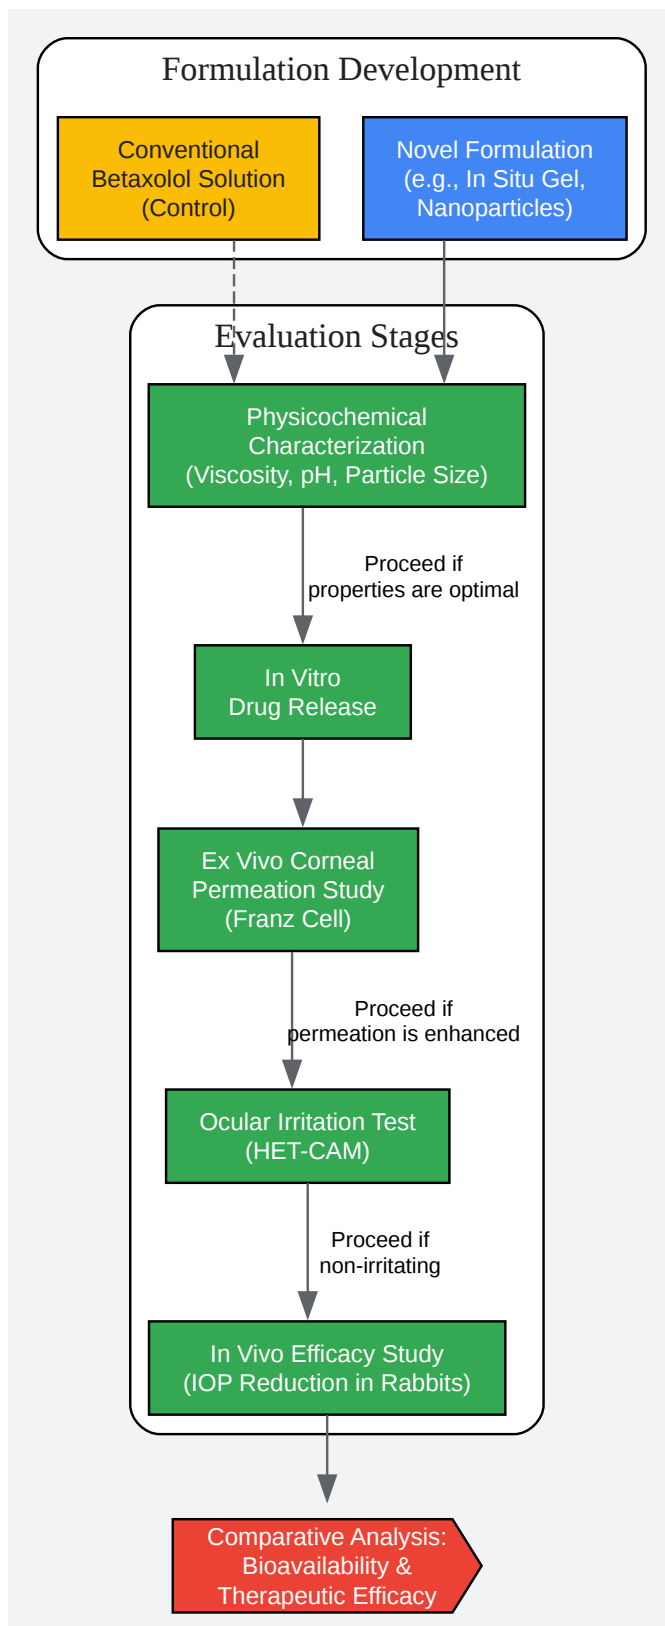 Formulation Development
Conventional
Betaxolol Solution
(Control)
Novel Formulation
(e.g., In Situ Gel,
Nanoparticles)
Evaluation Stages
Physicochemical
Characterization
(Viscosity, pH, Particle Size)
Proceed if
properties are optimal
In Vitro
Drug Release
Ex Vivo Corneal
Permeation Study
(Franz Cell)
Proceed if
permeation is enhanced
Ocular Irritation Test
(HET-CAM)
Proceed if
non-irritating
In Vivo Efficacy Study
(IOP Reduction in Rabbits)
Comparative Analysis:
Bioavailability &
Therapeutic Efficacy